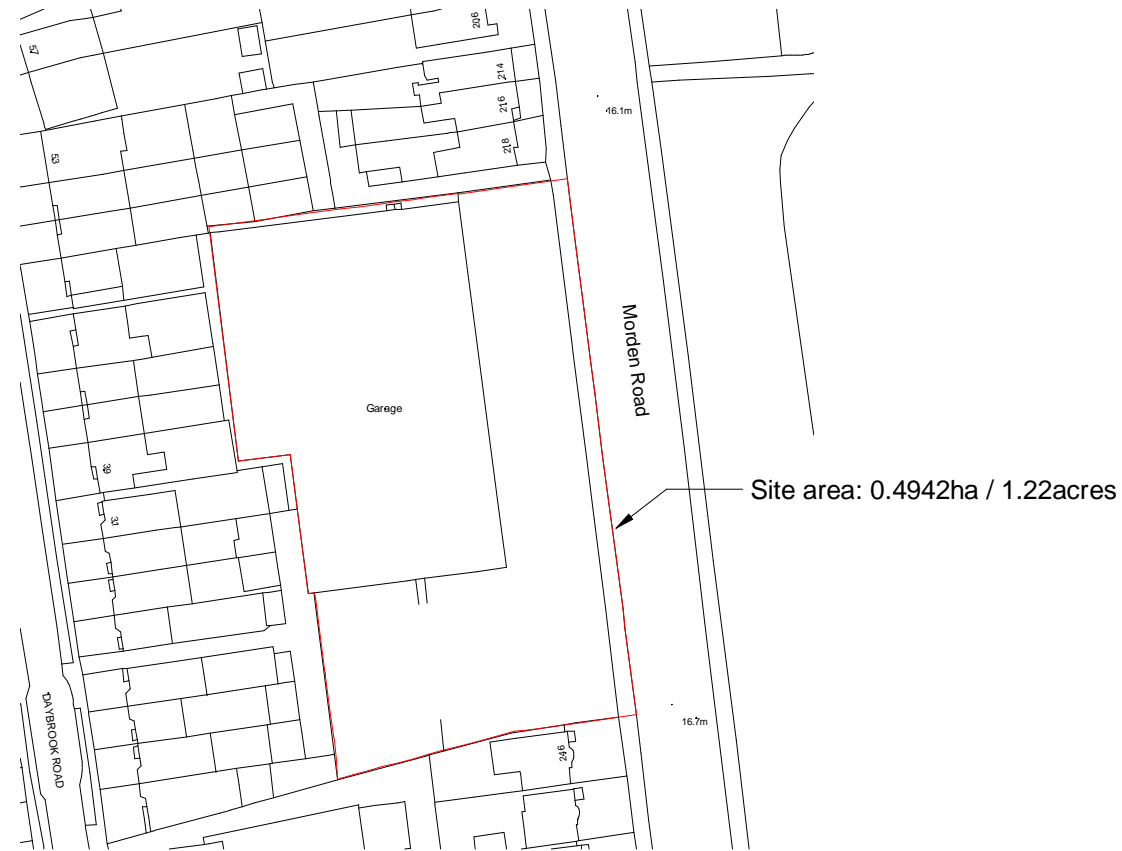 206
57
214
216
16.1m
218
53
Morden Road
Garage
39
Site area: 0.4942ha / 1.22acres
31
DAYBROOK ROAD
16.7m
246